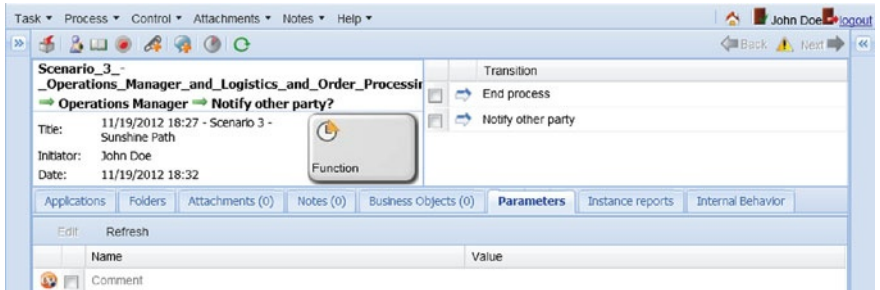 Task Process Control Attachments Notes Help John Doe logout
Back Next
Scenario_3_-
_Operations_Manager_and_Logistics_and_Order_Processin
Operations Manager Notify other party?
Title: 11/19/2012 18:27 - Scenario 3 -
Sunshine Path
Initiator: John Doe
Date: 11/19/2012 18:32
Function
Transition
End process
Notify other party
Applications Folders Attachments (0) Notes (0) Business Objects (0) Parameters Instance reports Internal Behavior
Edit Refresh
Name Value
Comment